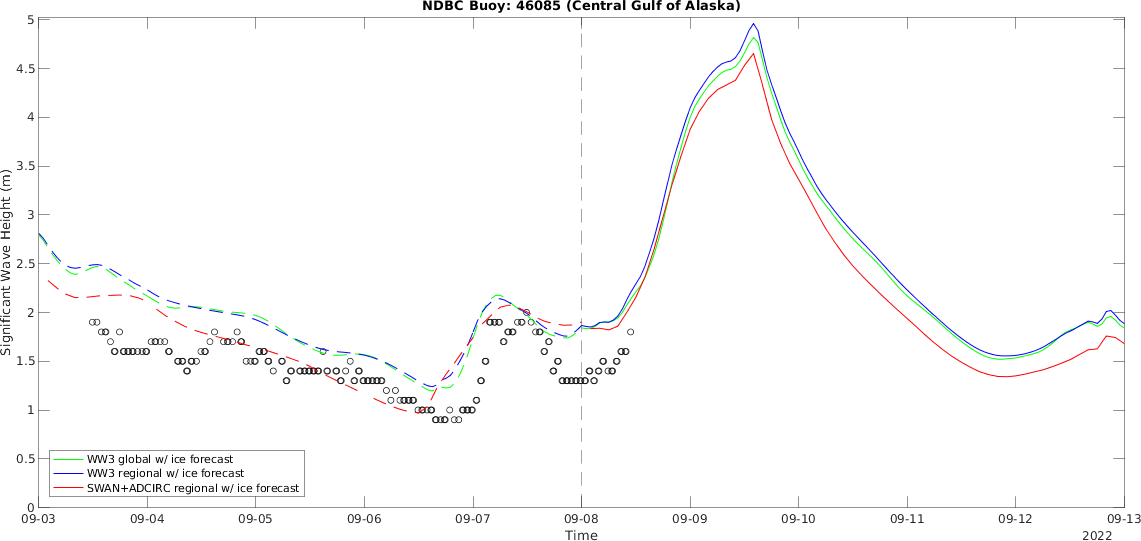 NDBC Buoy: 46085 (Central Gulf of Alaska)
5
4.5
4
3.5
3
2.5
2
1.5
1
0.5
0
Significant Wave Height (m)
WW3 global w/ ice forecast
WW3 regional w/ ice forecast
SWAN+ADCIRC regional w/ ice forecast
09-03 09-04 09-05 09-06 09-07 09-08 09-09 09-10 09-11 09-12 09-13
Time
2022